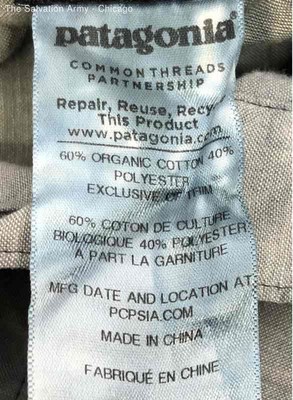 The Salvation Army - Chicago
patagonia®
COMMON THREADS
PARTNERSHIP
Repair, Reuse, Recy
This Product
www.patagonia.com
60% ORGANIC COTTON 40%
POLYESTER
EXCLUSIVE OF TRIM
60% COTON DE CULTURE
BIOLOGIQUE 40% POLYESTER
À PART LA GARNITURE
MFG DATE AND LOCATION AT
PCPSIA.COM
MADE IN CHINA
FABRIQUÉ EN CHINE